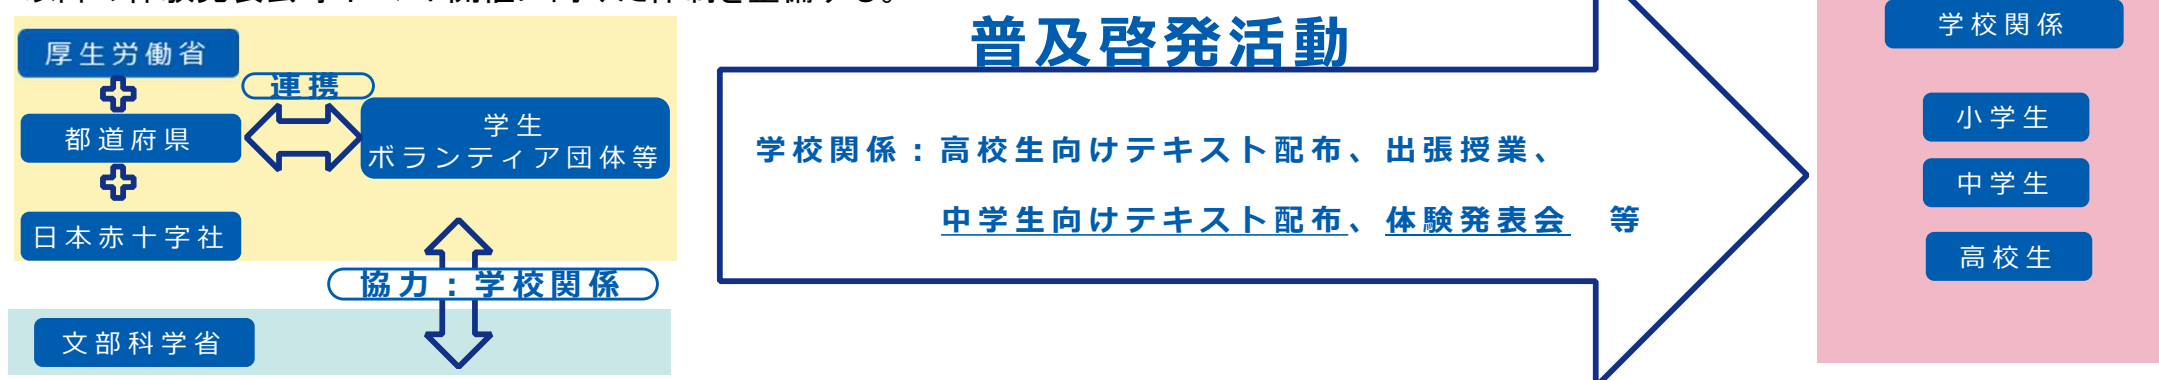 普及啓発活動
厚生労働省
連携
都道府県
学生
ボランティア団体等
日本赤十字社
協力：学校関係
文部科学省
学校関係：高校生向けテキスト配布、出張授業、
中学生向けテキスト配布、体験発表会　等
学校関係
小学生
中学生
高校生